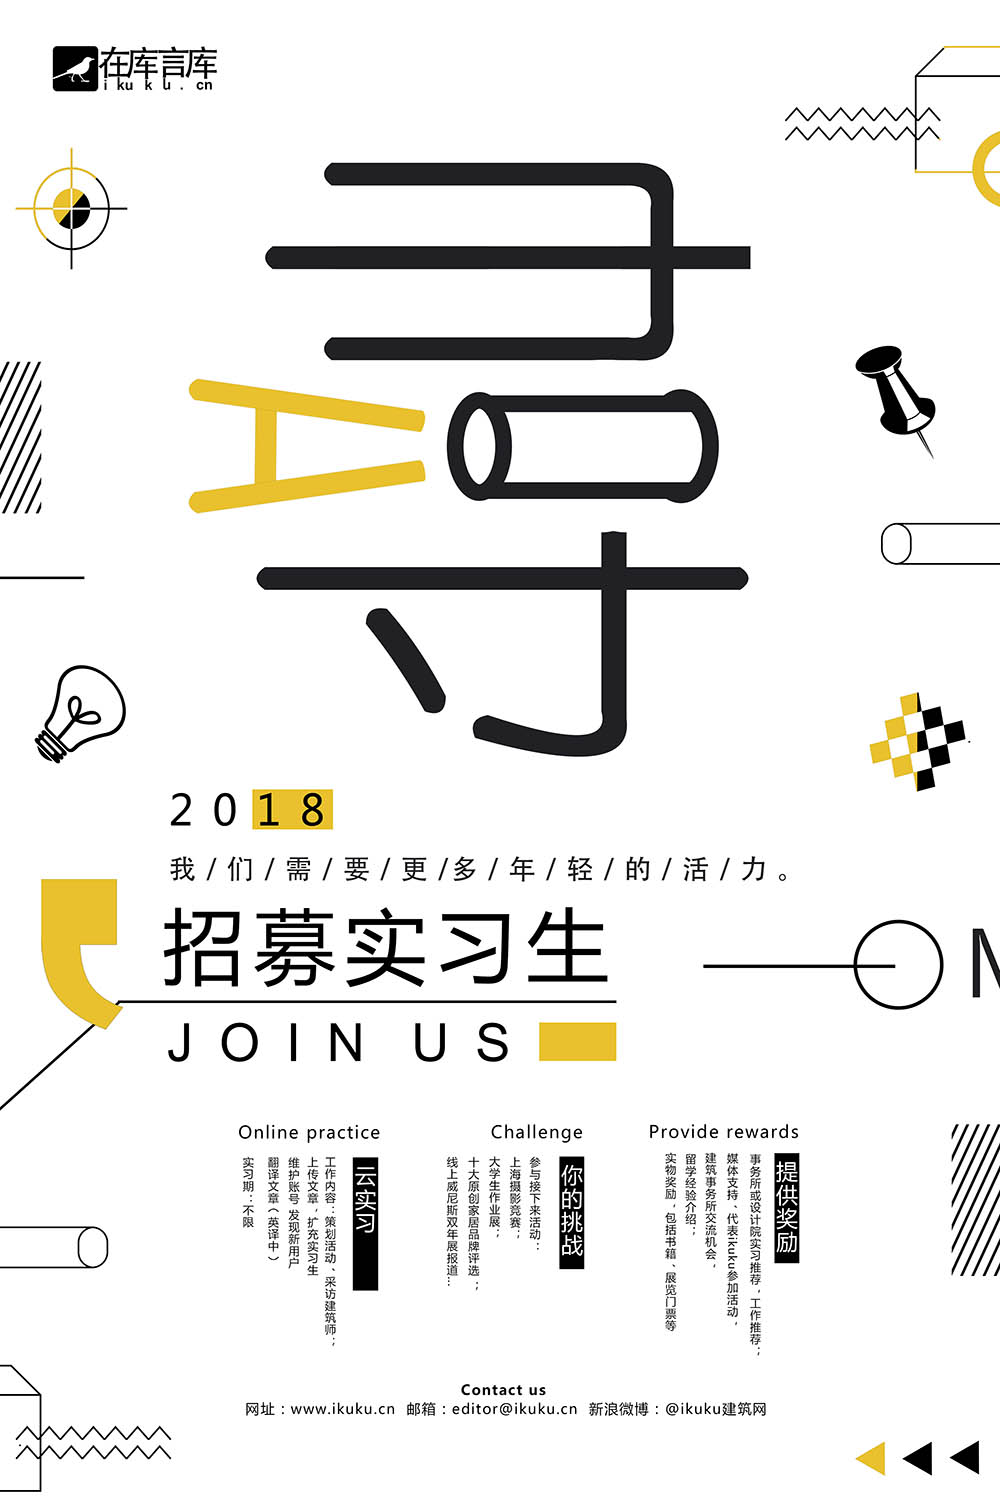 在库言库
ikuku.cn
尋
2018
我/们/需/要/更/多/年/轻/的/活/力/。
招募实习生
JOIN US
M
Online practice
云实习
工作内容：策划活动、采访建筑师；
上传文章，扩充实习生
维护账号 发现新用户
翻译文章（英译中）
实习期：不限
Challenge
你的挑战
参与接下来活动：
上海摄影竞赛；
大学生作业展；
十大原创家居品牌评选；
线上威尼斯双年展报道...
Provide rewards
提供奖励
事务所或设计院实习推荐，工作推荐；
媒体支持、代表ikuku参加活动，
建筑事务所交流机会，
留学经验介绍；
实物奖励，包括书籍、展览门票等
Contact us
网址：www.ikuku.cn 邮箱：editor@ikuku.cn 新浪微博：@ikuku建筑网